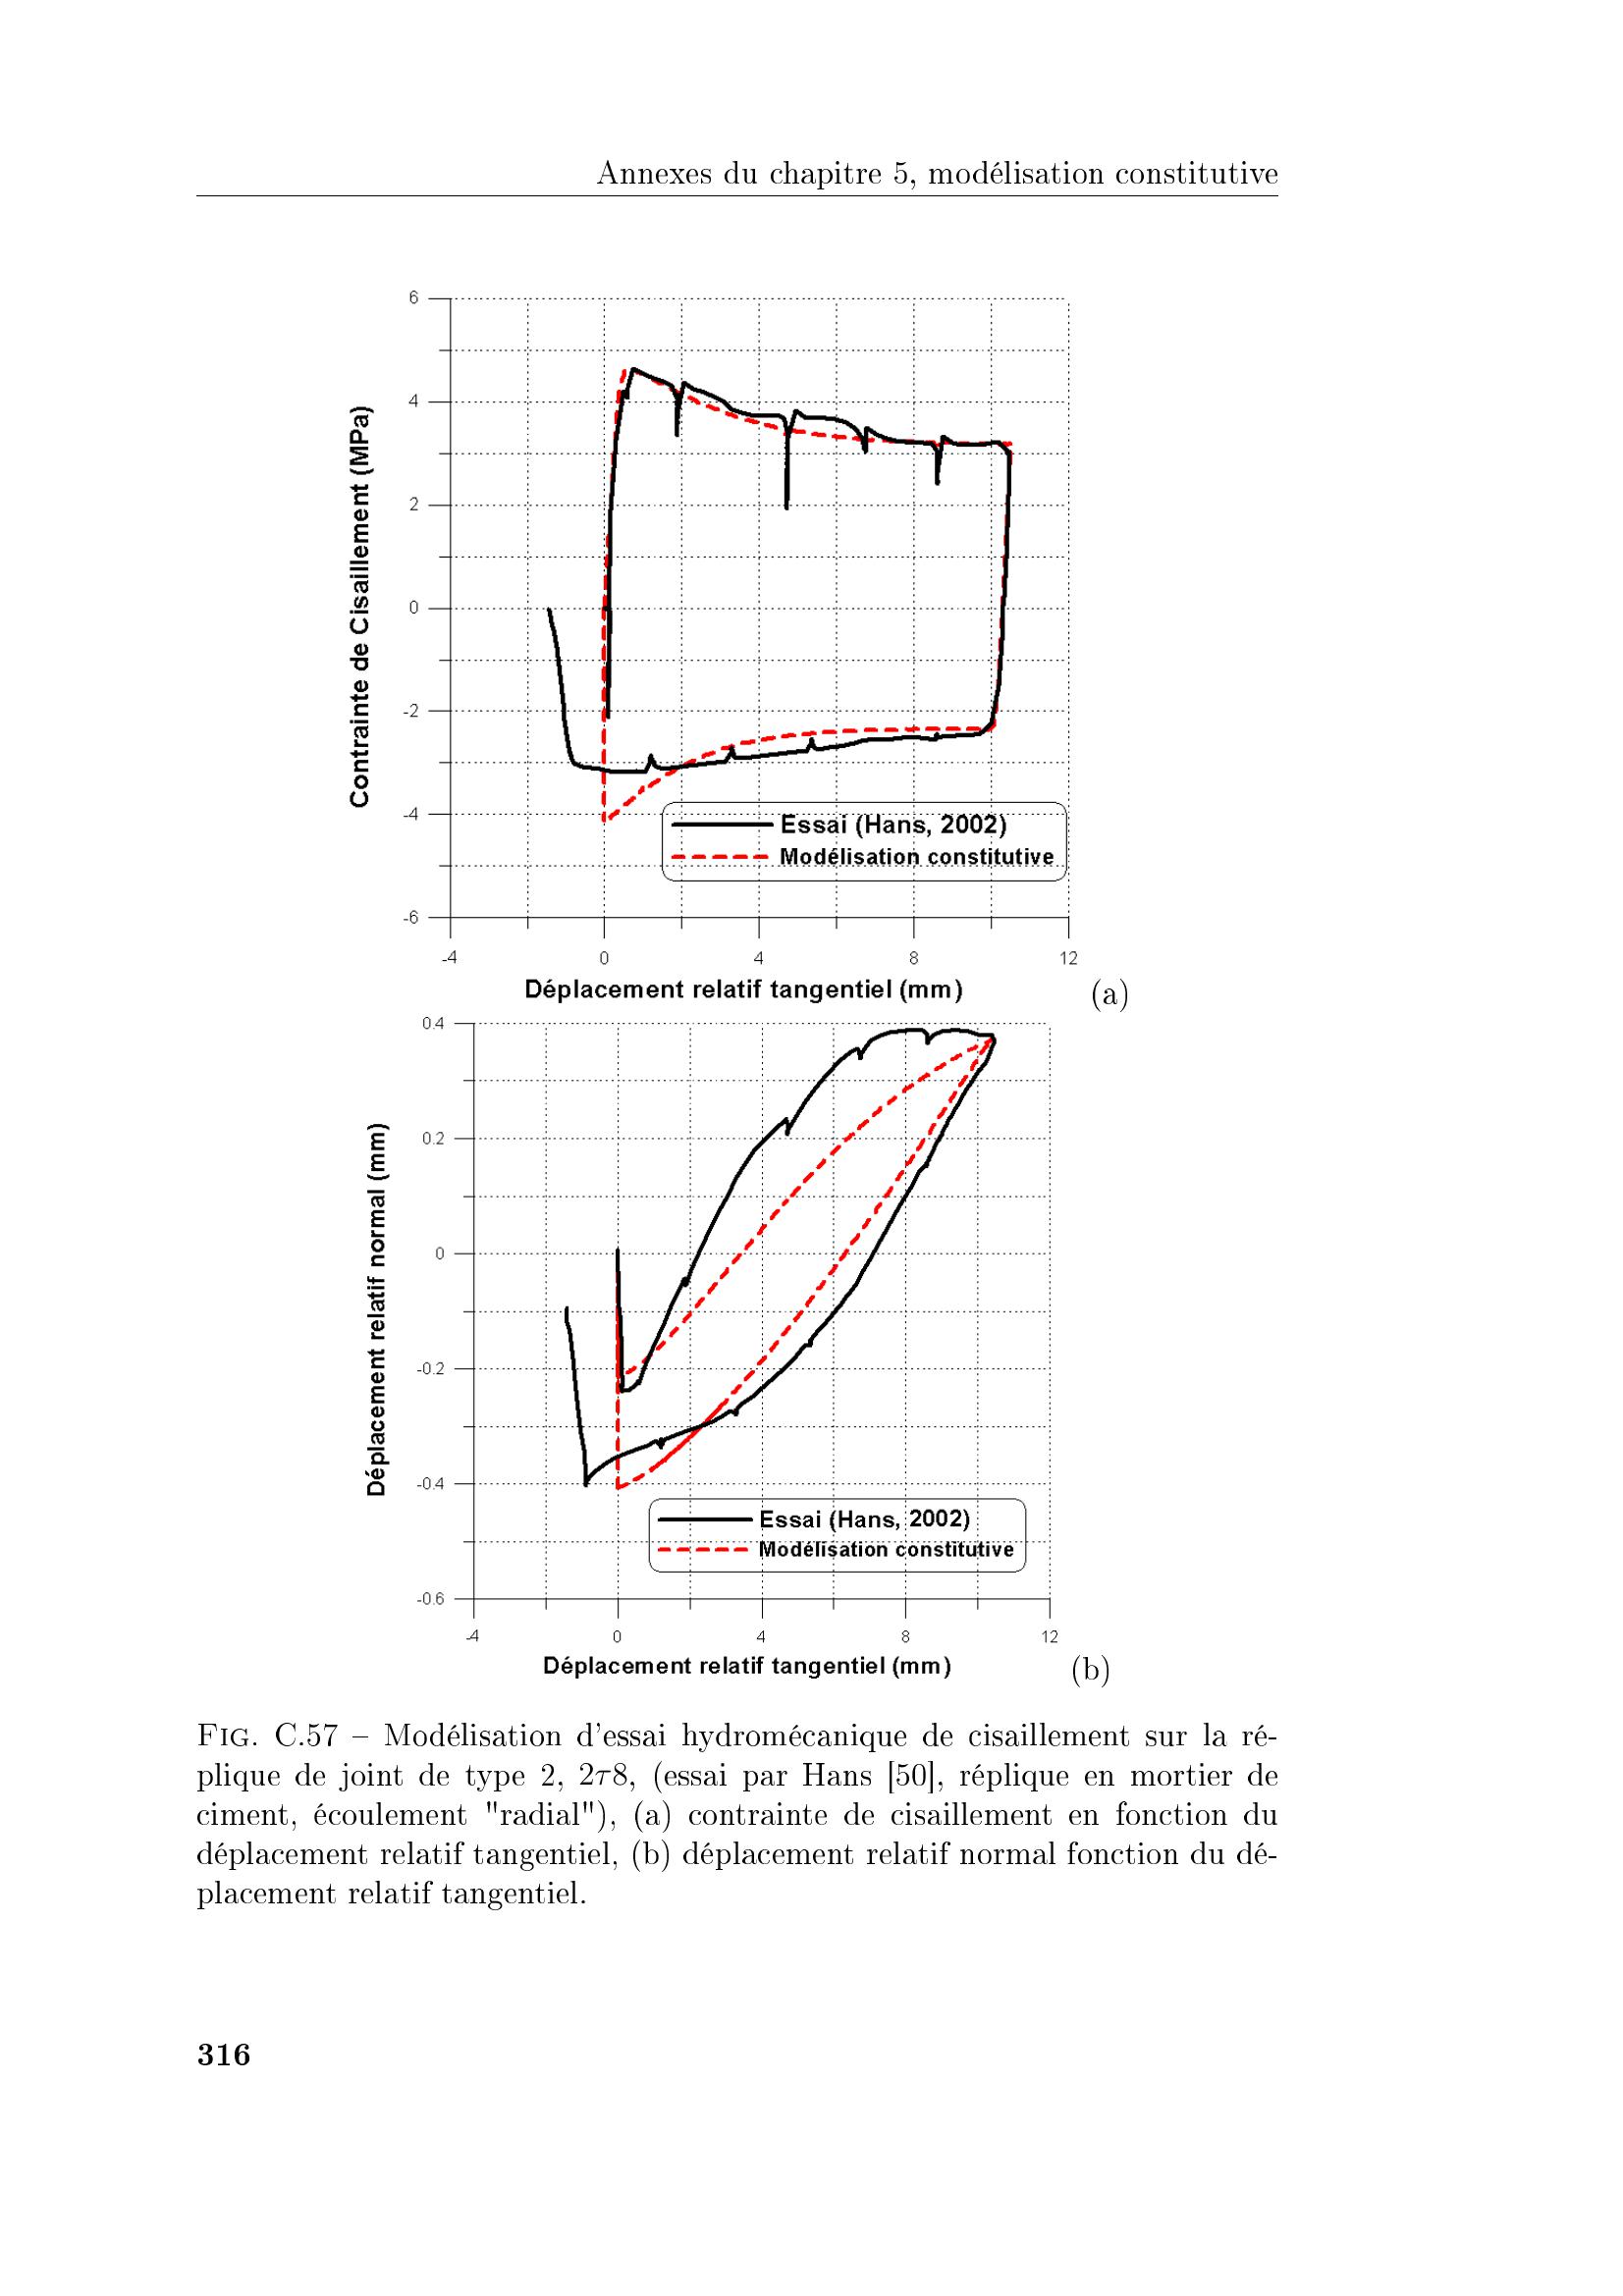 Annexes du chapitre 5, modélisation constitutive
6
4
2
0
-2
-4
-6
-4
0
4
8
12
Contrainte de Cisaillement (MPa)
Essai (Hans, 2002)
Modélisation constitutive
Déplacement relatif tangentiel (mm)
(a)
0.4
0.2
0
-0.2
-0.4
-0.6
-4
0
4
8
12
Déplacement relatif normal (mm)
Essai (Hans, 2002)
Modélisation constitutive
Déplacement relatif tangentiel (mm)
(b)
FIG. C.57 – Modélisation d'essai hydromécanique de cisaillement sur la ré-
plique de joint de type 2, 2τ8, (essai par Hans [50], réplique en mortier de
ciment, écoulement "radial"), (a) contrainte de cisaillement en fonction du
déplacement relatif tangentiel, (b) déplacement relatif normal fonction du dé-
placement relatif tangentiel.
316